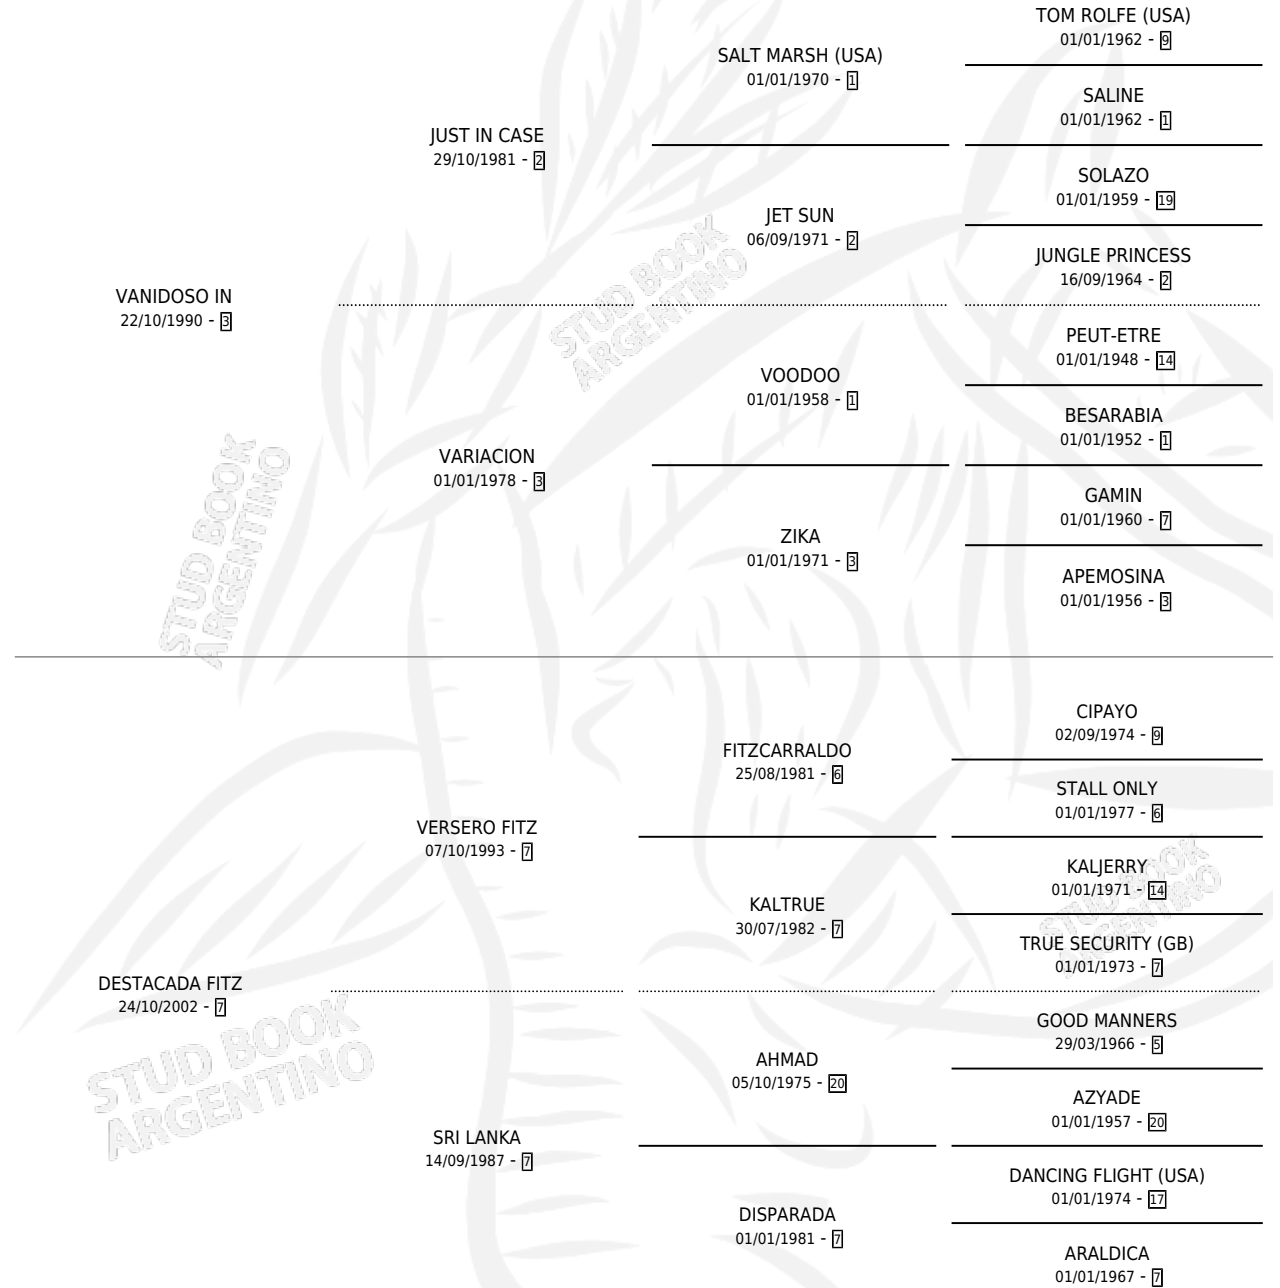 TOM ROLFE (USA)
01/01/1962 - 9
SALT MARSH (USA)
01/01/1970 - 1
SALINE
01/01/1962 - 1
JUST IN CASE
29/10/1981 - 2
SOLAZO
01/01/1959 - 19
JET SUN
06/09/1971 - 2
JUNGLE PRINCESS
16/09/1964 - 2
VANIDOSO IN
22/10/1990 - 3
PEUT-ETRE
01/01/1948 - 14
VOODOO
01/01/1958 - 1
BESARABIA
01/01/1952 - 1
VARIACION
01/01/1978 - 3
GAMIN
01/01/1960 - 7
ZIKA
01/01/1971 - 3
APEMOSINA
01/01/1956 - 3
CIPAYO
02/09/1974 - 9
FITZCARRALDO
25/08/1981 - 6
STALL ONLY
01/01/1977 - 6
VERSERO FITZ
07/10/1993 - 7
KALJERRY
01/01/1971 - 14
KALTRUE
30/07/1982 - 7
TRUE SECURITY (GB)
01/01/1973 - 7
DESTACADA FITZ
24/10/2002 - 7
GOOD MANNERS
29/03/1966 - 5
AHMAD
05/10/1975 - 20
AZYADE
01/01/1957 - 20
SRI LANKA
14/09/1987 - 7
DANCING FLIGHT (USA)
01/01/1974 - 17
DISPARADA
01/01/1981 - 7
ARALDICA
01/01/1967 - 7
STUD BOOK
ARGENTINO
STUD BOOK
ARGENTINO
STUD BOOK
ARGENTINO
STUD BOOK
ARGENTINO